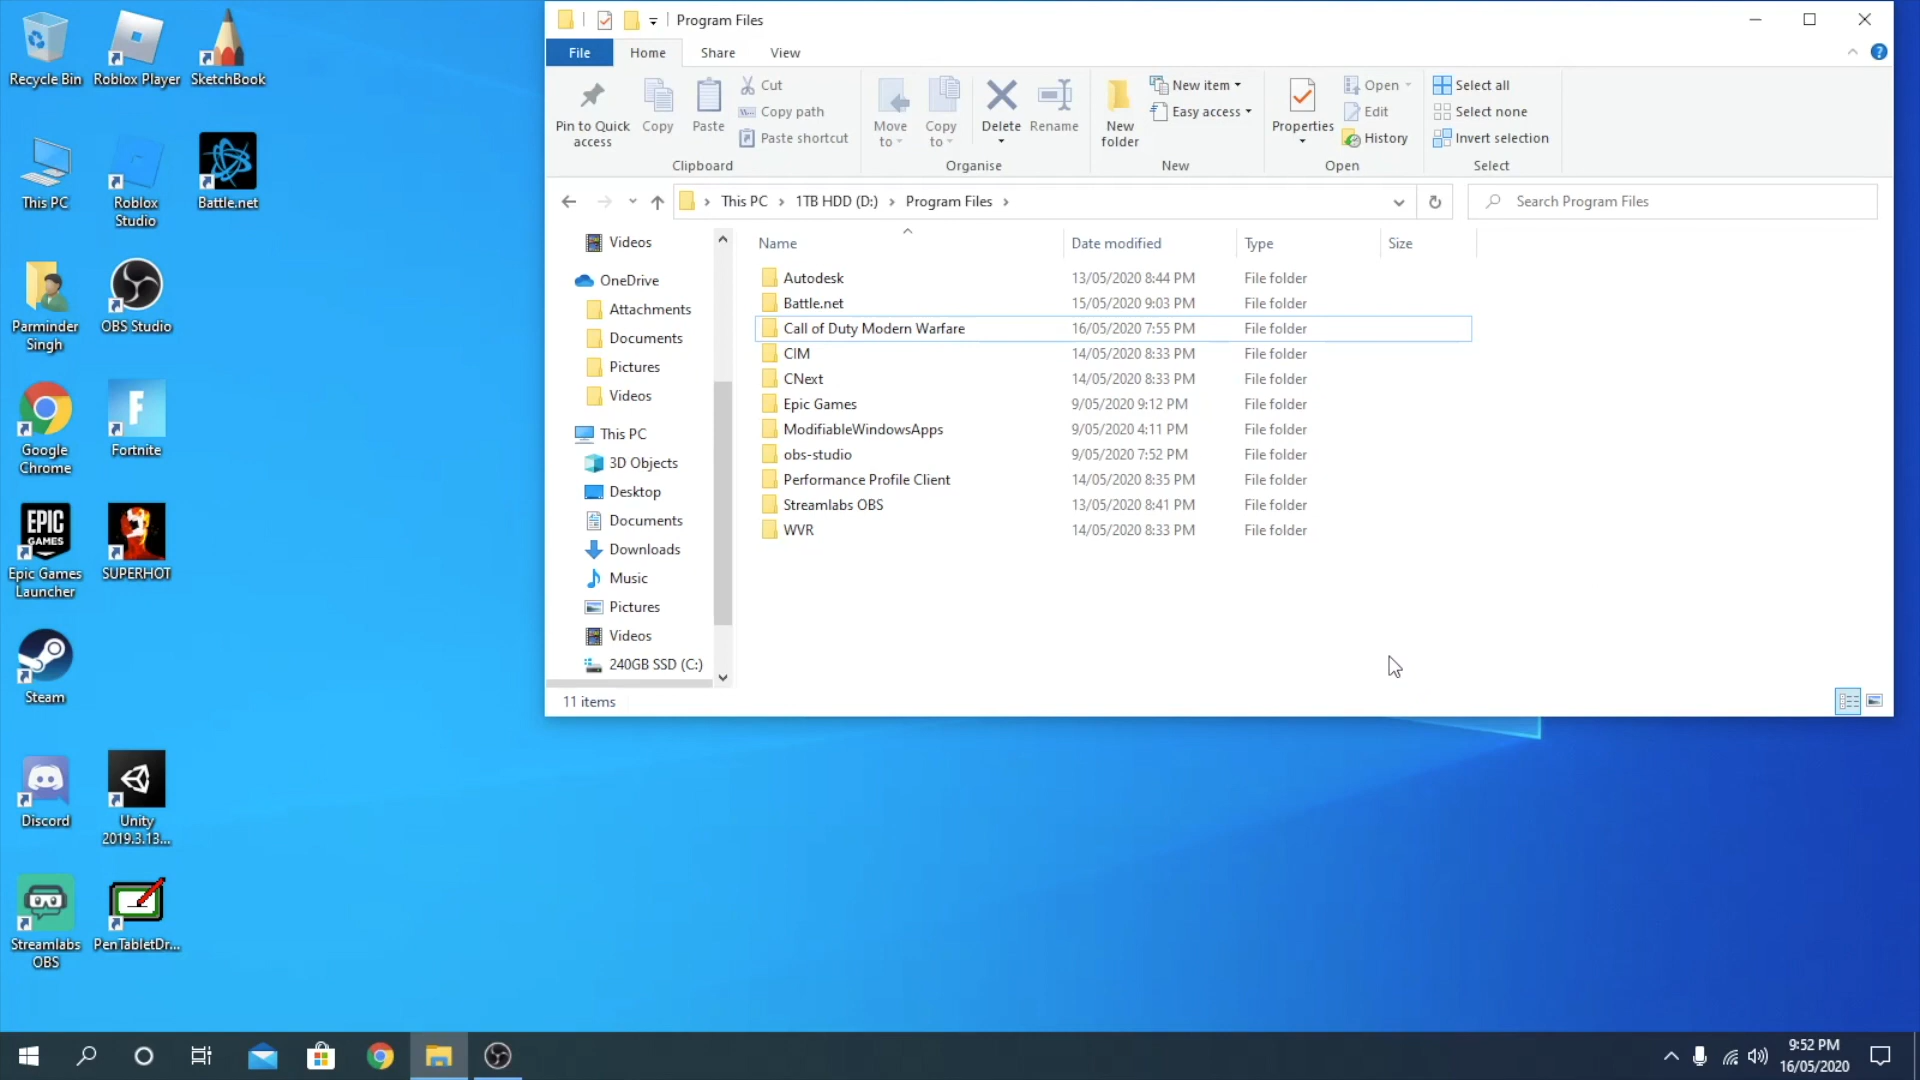 Recycle Bin
Roblox Player
SketchBook
This PC
Roblox
Studio
Battle.net
Parminder
Singh
OBS Studio
Google
Chrome
Fortnite
EPIC
GAMES
Epic Games
Launcher
SUPERHOT
Steam
Discord
Unity
2019.3.13...
Streamlabs
OBS
PenTabletDr...
Program Files
File
Home
Share
View
Pin to Quick
access
Copy
Paste
Cut
Copy path
Paste shortcut
Clipboard
Move
to
Copy
to
Delete
Rename
Organise
New
folder
New item
Easy access
New
Properties
Open
Edit
History
Open
Select all
Select none
Invert selection
Select
This PC > 1TB HDD (D:) > Program Files >
Search Program Files
Videos
OneDrive
Attachments
Documents
Pictures
Videos
This PC
3D Objects
Desktop
Documents
Downloads
Music
Pictures
Videos
240GB SSD (C:)
Name Date modified Type Size
Autodesk 13/05/2020 8:44 PM File folder
Battle.net 15/05/2020 9:03 PM File folder
Call of Duty Modern Warfare 16/05/2020 7:55 PM File folder
CIM 14/05/2020 8:33 PM File folder
CNext 14/05/2020 8:33 PM File folder
Epic Games 9/05/2020 9:12 PM File folder
ModifiableWindowsApps 9/05/2020 4:11 PM File folder
obs-studio 9/05/2020 7:52 PM File folder
Performance Profile Client 14/05/2020 8:35 PM File folder
Streamlabs OBS 13/05/2020 8:41 PM File folder
WVR 14/05/2020 8:33 PM File folder
11 items
9:52 PM
16/05/2020